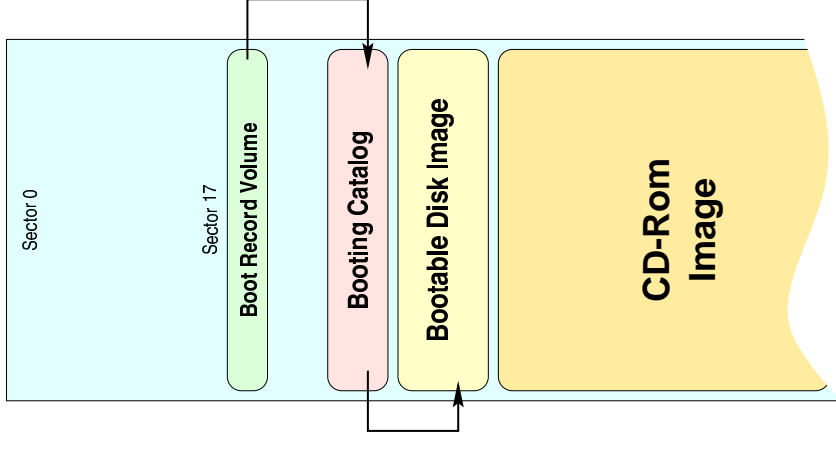 Sector 0
Sector 17
Boot Record Volume
Booting Catalog
Bootable Disk Image
CD-Rom
Image